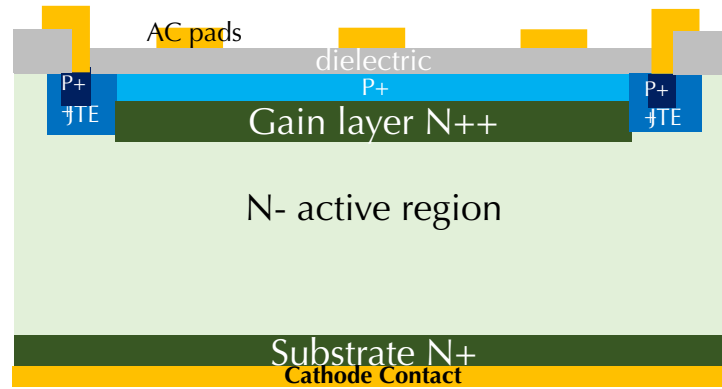 AC pads
dielectric
P+
P+
P+
+
JTE
+
JTE
Gain layer N++
N- active region
Substrate N+
Cathode Contact